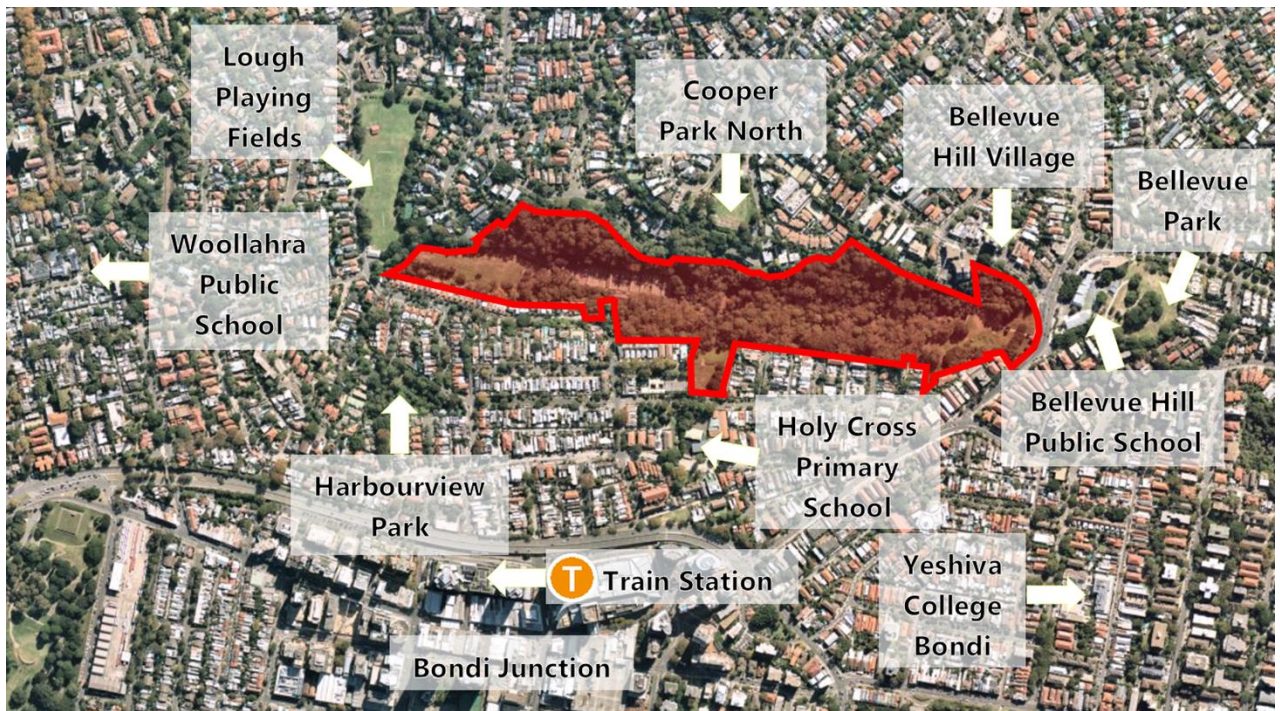 Lough
Playing
Fields
Cooper
Park North
Bellevue
Hill Village
Bellevue
Park
Woollahra
Public
School
Bellevue Hill
Public School
Holy Cross
Primary
School
Harbourview
Park
T Train Station
Yeshiva
College
Bondi
Bondi Junction